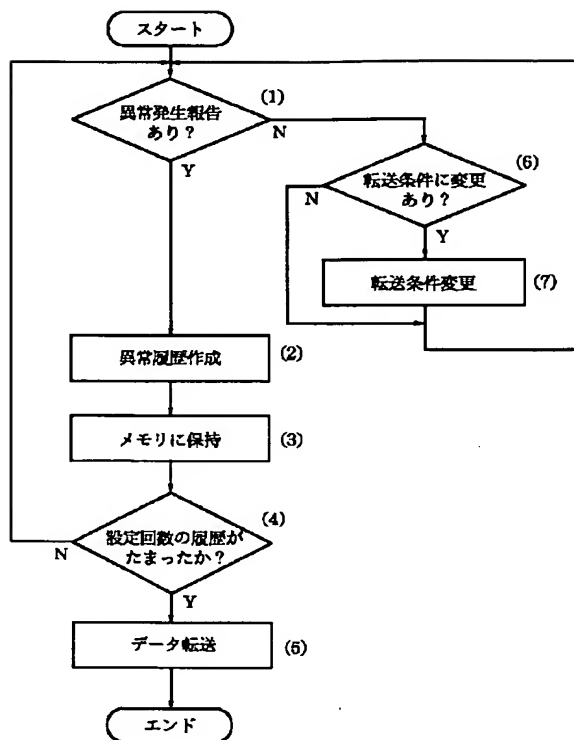 スタート
異常発生報告
あり？
(1)
N
Y
転送条件に変更
あり？
(6)
N
Y
転送条件変更
(7)
異常履歴作成
(2)
メモリに保持
(3)
設定回数の履歴が
たまったか？
(4)
N
Y
データ転送
(5)
エンド